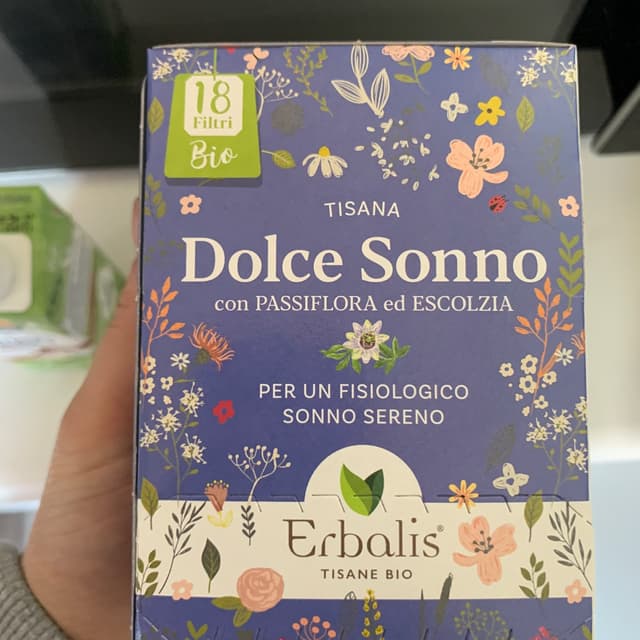 18
Filtri
Bio
TISANA
Dolce Sonno
con PASSIFLORA ed ESCOLZIA
PER UN FISIOLOGICO
SONNO SERENO
Erbalis®
TISANE BIO